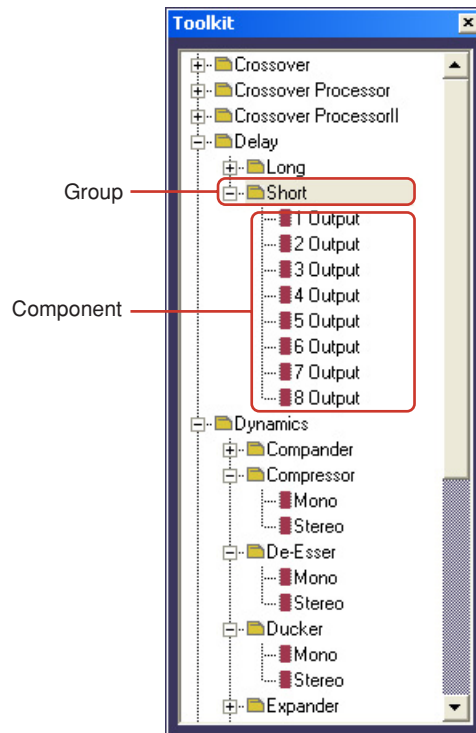 Toolkit
Crossover
Crossover Processor
Crossover ProcessorII
Delay
Long
Group
Short
1 Output
2 Output
3 Output
Component
4 Output
5 Output
6 Output
7 Output
8 Output
Dynamics
Compander
Compressor
Mono
Stereo
De-Esser
Mono
Stereo
Ducker
Mono
Stereo
Expander